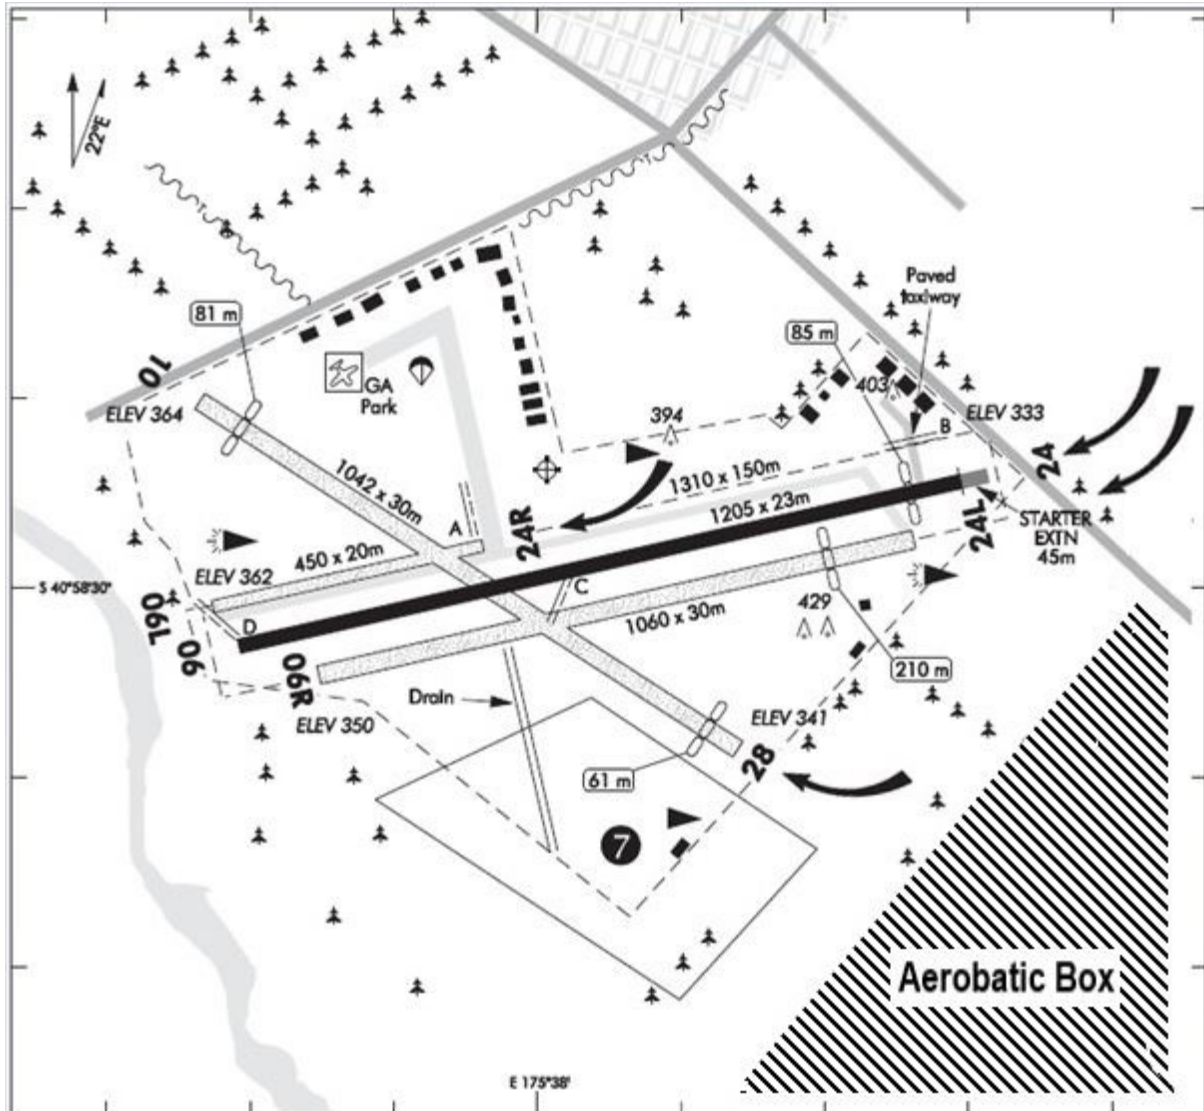 22°E
Paved
taxiway
81 m
85 m
10
GA
Park
403
ELEV 364
394
ELEV 333
B
24
1042 x 30m
1310 x 150m
1205 x 23m
A
24R
24L
STARTER
EXTN
45m
450 x 20m
ELEV 362
S 40°58'30'
C
1060 x 30m
429
06L
D
06
06R
210 m
Drain
ELEV 350
ELEV 341
28
61 m
7
Aerobatic Box
E 175°38'